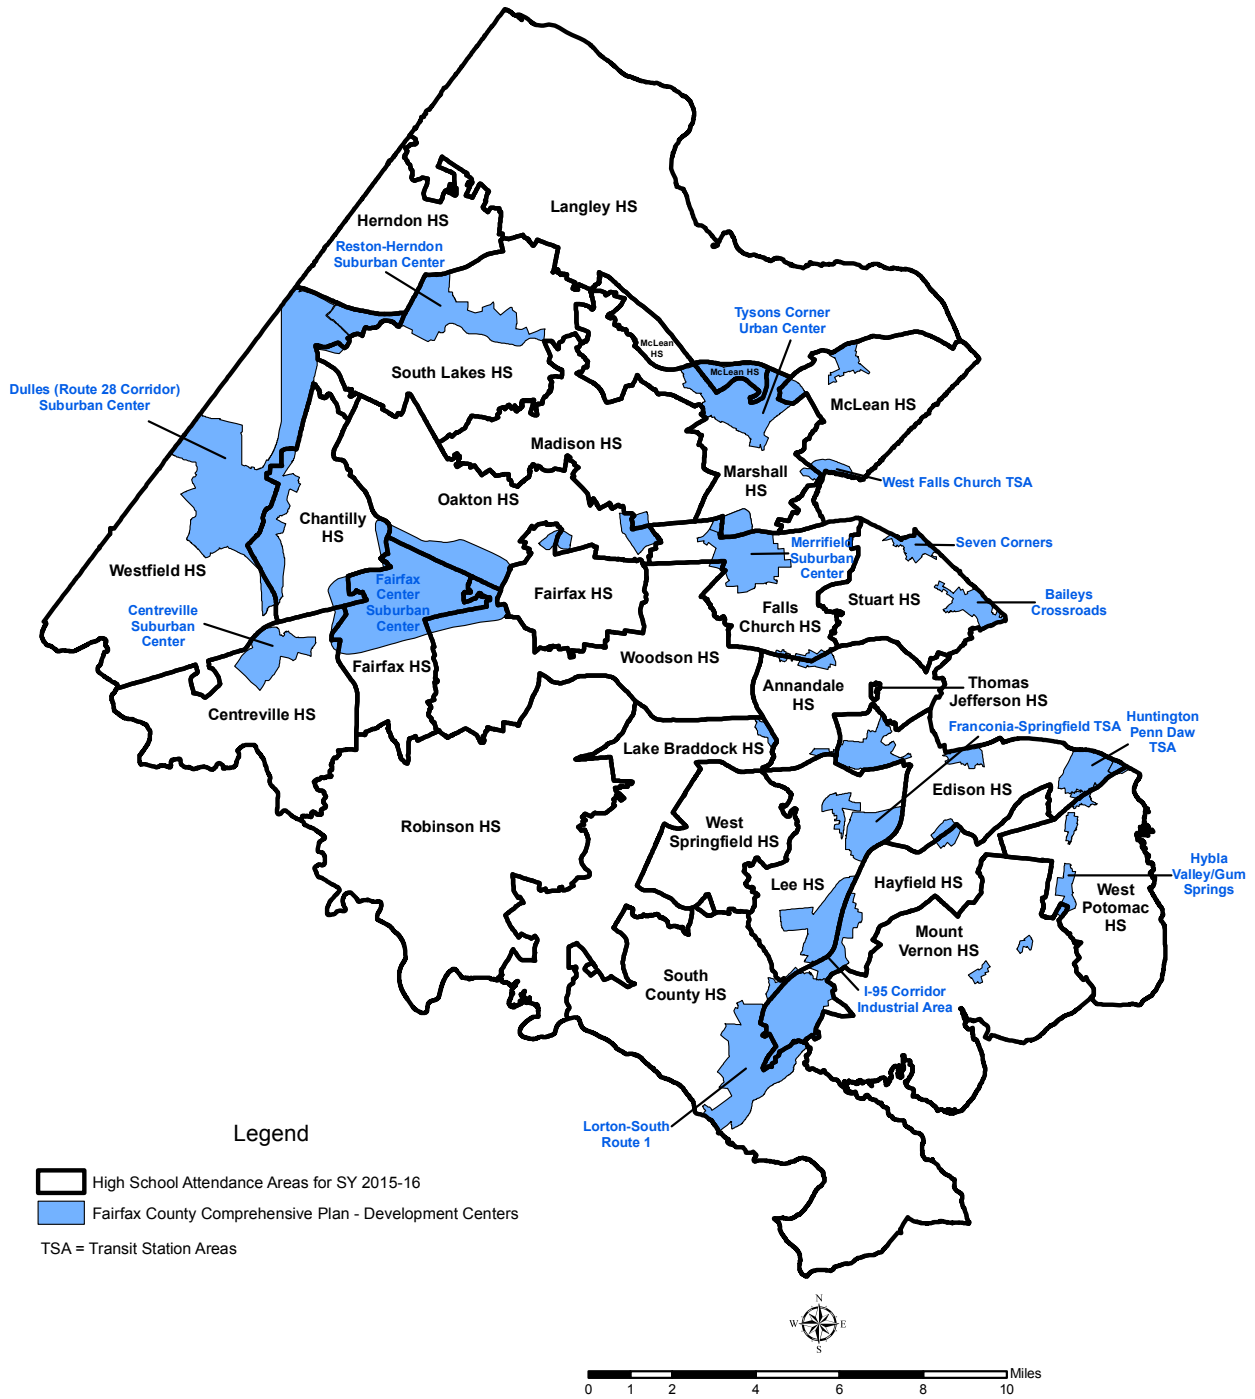 Langley HS
Herndon HS
Reston-Herndon
Suburban Center
Tysons Corner
Urban Center
McLean
HS
McLean HS
South Lakes HS
Dulles (Route 28 Corridor)
Suburban Center
McLean HS
Madison HS
Marshall
HS
West Falls Church TSA
Oakton HS
Chantilly
HS
Merrifield
Suburban
Center
Seven Corners
Westfield HS
Fairfax
Center
Suburban
Center
Fairfax HS
Stuart HS
Baileys
Crossroads
Centreville
Suburban
Center
Falls
Church HS
Woodson HS
Fairfax HS
Annandale
HS
Thomas
Jefferson HS
Centreville HS
Franconia-Springfield TSA
Huntington
Penn Daw
TSA
Lake Braddock HS
Edison HS
Robinson HS
West
Springfield HS
Lee HS
Hayfield HS
Hybla
Valley/Gum
Springs
West
Potomac
HS
Mount
Vernon HS
South
County HS
I-95 Corridor
Industrial Area
Lorton-South
Route 1
Legend
High School Attendance Areas for SY 2015-16
Fairfax County Comprehensive Plan - Development Centers
TSA = Transit Station Areas
N
W E
S
Miles
0 1 2 4 6 8 10